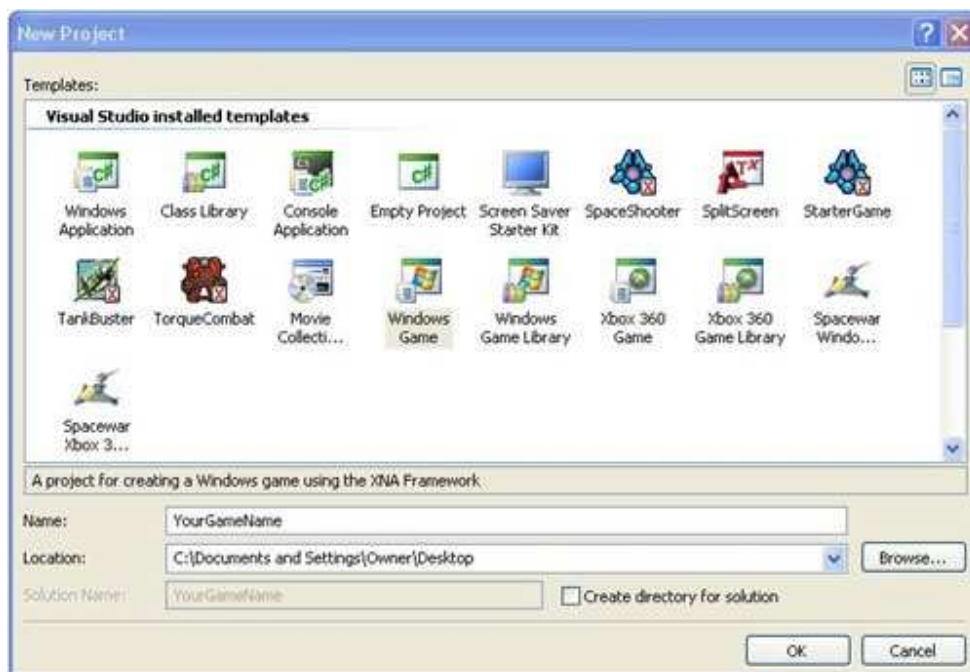 New Project
Templates:
Visual Studio installed templates
Windows Application
Class Library
Console Application
Empty Project
Screen Saver Starter Kit
SpaceShooter
SplitScreen
StarterGame
TankBuster
TorqueCombat
Movie Collecti...
Windows Game
Windows Game Library
Xbox 360 Game
Xbox 360 Game Library
Spacewar Windo...
Spacewar Xbox 3...
A project for creating a Windows game using the XNA Framework
Name: YourGameName
Location: C:\Documents and Settings\Owner\Desktop Browse...
Solution Name: YourGameName Create directory for solution
OK Cancel